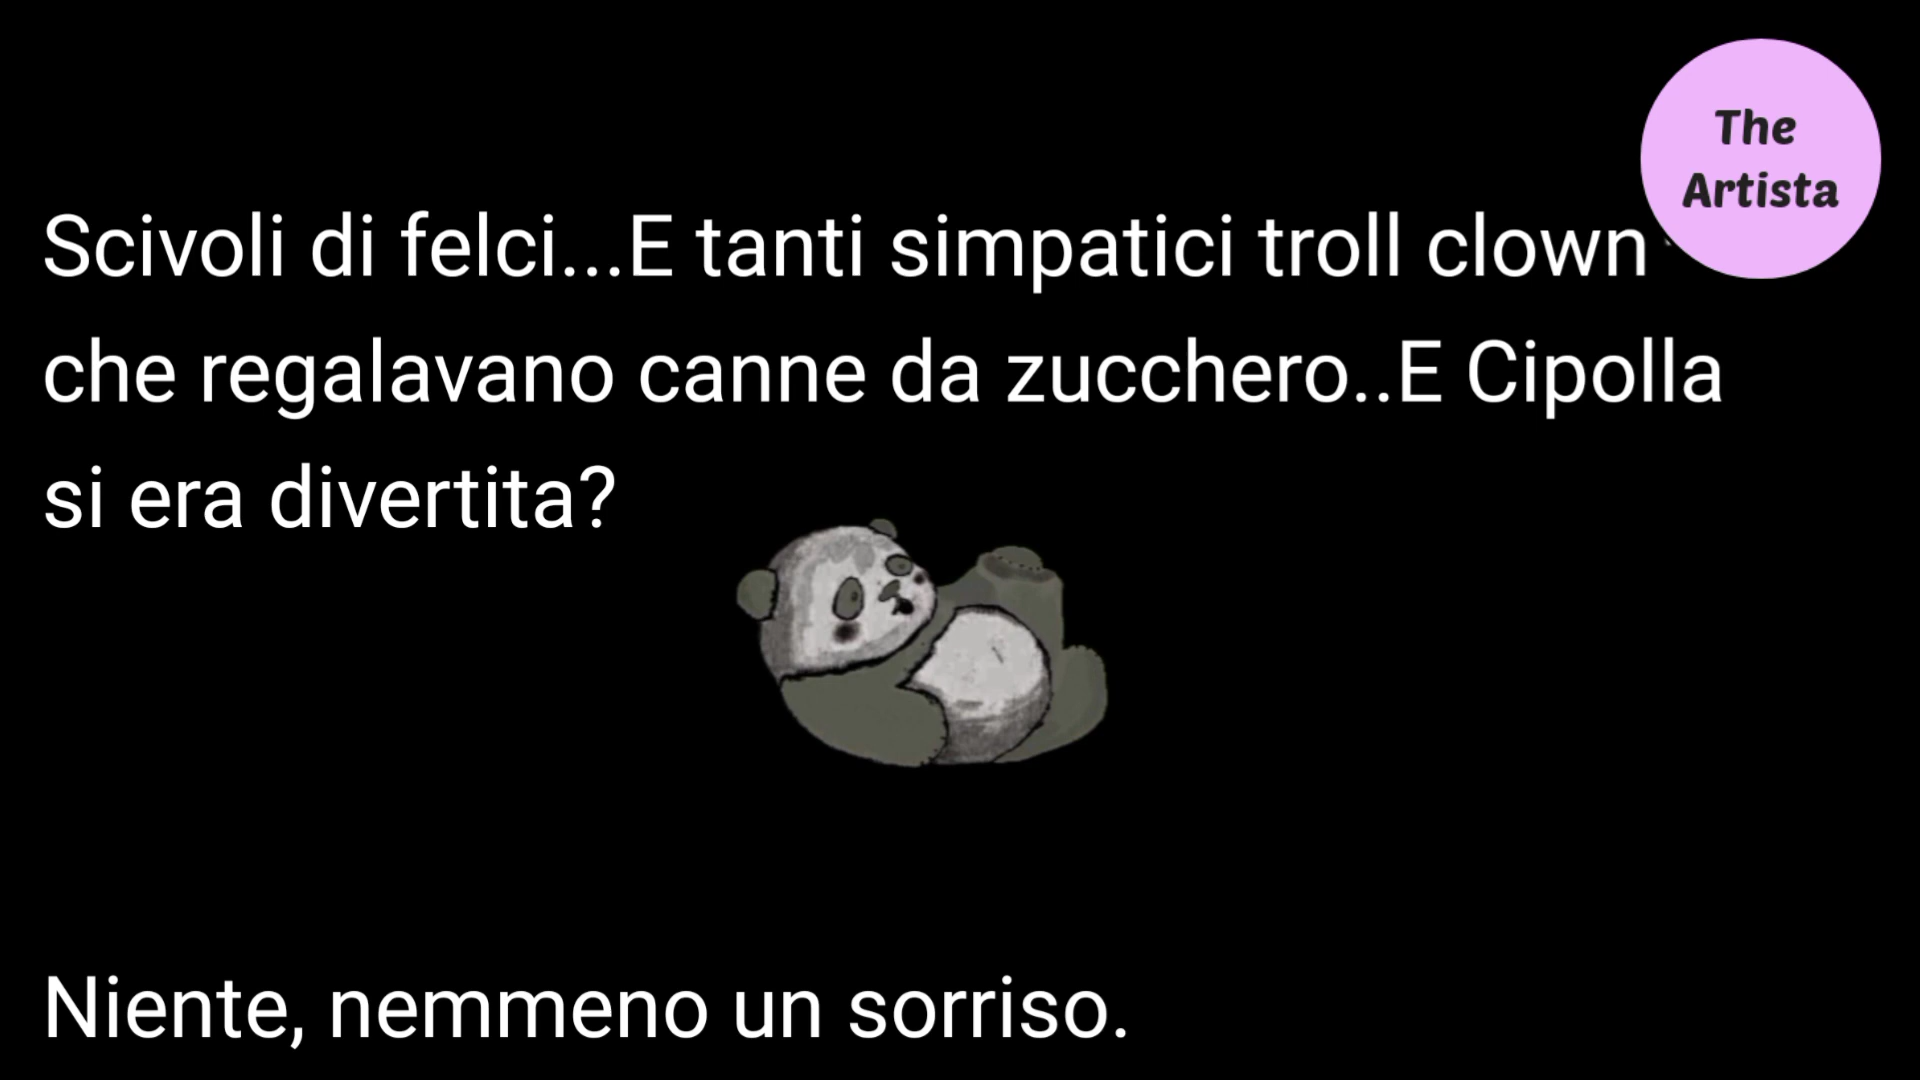 The
Artista
Scivoli di felci...E tanti simpatici troll clown
che regalavano canne da zucchero..E Cipolla
si era divertita?
Niente, nemmeno un sorriso.